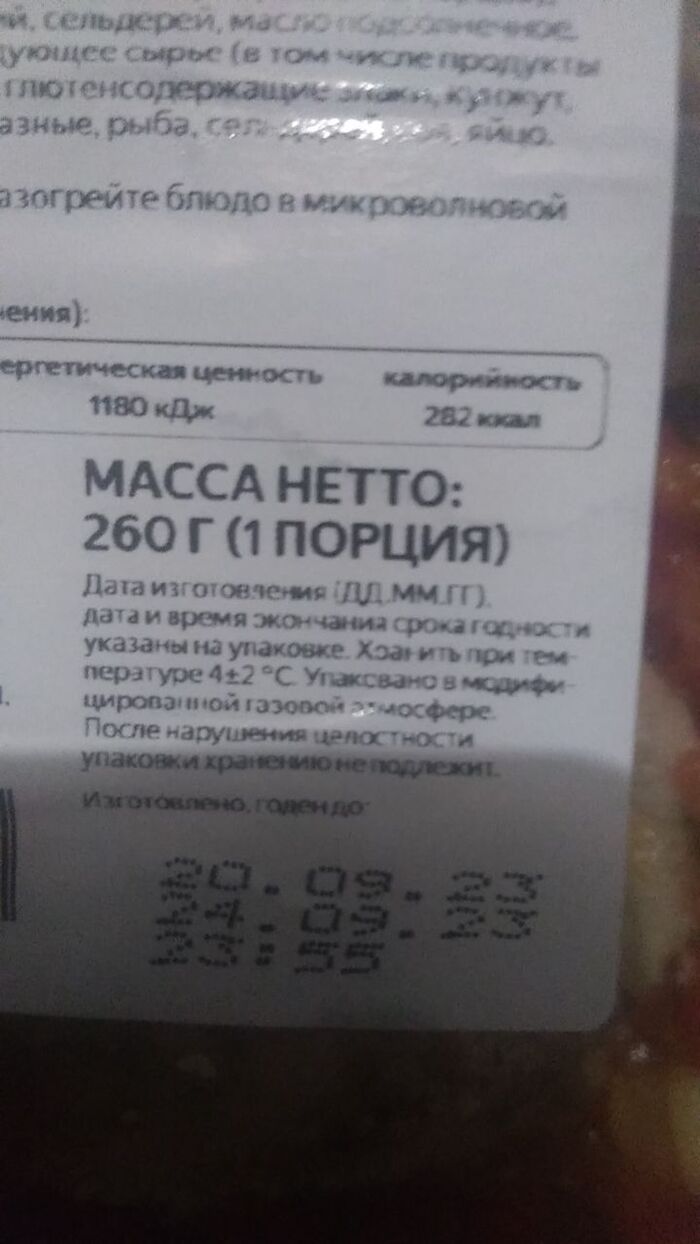 й, сельдерей, масло подсолнечное.
дующее сырье (в том числе продукты
глютенсодержащие злаки, кунжут,
азные, рыба, сельдерей, яйцо.
азогрейте блюдо в микроволновой
чения):
ергетическая ценность калорийность
1180 кДж 282 ккал
МАССА НЕТТО:
260 Г (1 ПОРЦИЯ)
Дата изготовления (ДД.ММ.ГГ),
дата и время окончания срока годности
указаны на упаковке. Хранить при тем-
пературе 4±2 °С. Упаковано в модифи-
цированной газовой атмосфере.
После нарушения целостности
упаковки хранению не подлежит.
Изготовлено, годен до:
20.09.23
24.09.23
23:55